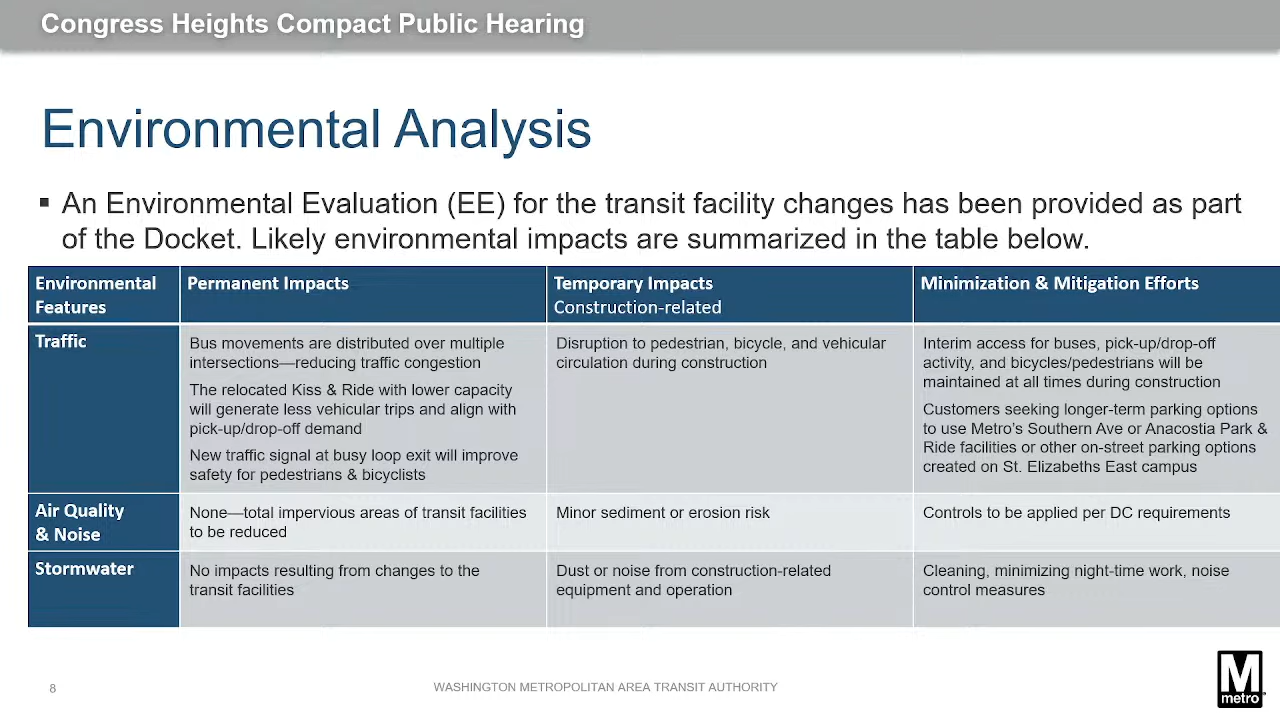 Congress Heights Compact Public Hearing
Environmental Analysis
▪ An Environmental Evaluation (EE) for the transit facility changes has been provided as part
of the Docket. Likely environmental impacts are summarized in the table below.
Environmental
Features
Permanent Impacts
Temporary Impacts
Construction-related
Minimization & Mitigation Efforts
Traffic
Bus movements are distributed over multiple
intersections—reducing traffic congestion
The relocated Kiss & Ride with lower capacity
will generate less vehicular trips and align with
pick-up/drop-off demand
New traffic signal at busy loop exit will improve
safety for pedestrians & bicyclists
Disruption to pedestrian, bicycle, and vehicular
circulation during construction
Interim access for buses, pick-up/drop-off
activity, and bicycles/pedestrians will be
maintained at all times during construction
Customers seeking longer-term parking options
to use Metro's Southern Ave or Anacostia Park &
Ride facilities or other on-street parking options
created on St. Elizabeths East campus
Air Quality
& Noise
None—total impervious areas of transit facilities
to be reduced
Minor sediment or erosion risk
Controls to be applied per DC requirements
Stormwater
No impacts resulting from changes to the
transit facilities
Dust or noise from construction-related
equipment and operation
Cleaning, minimizing night-time work, noise
control measures
8
WASHINGTON METROPOLITAN AREA TRANSIT AUTHORITY
M
metro